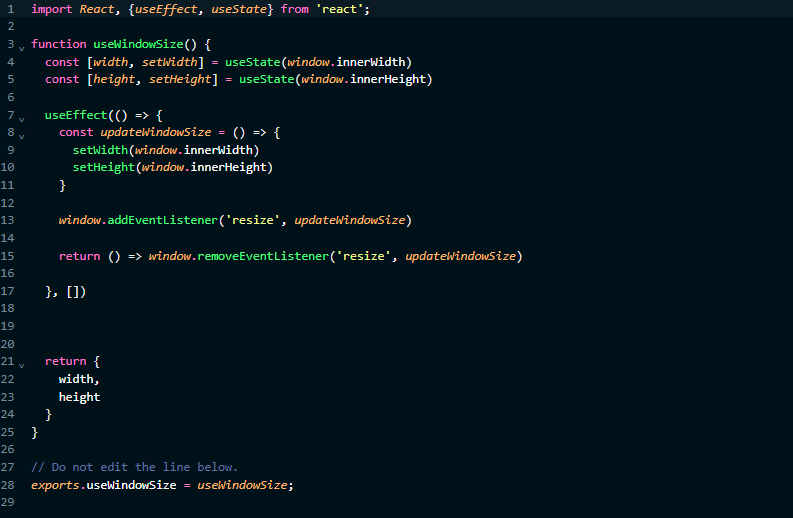 1 import React, {useEffect, useState} from 'react';
2
3 function useWindowSize() {
4 const [width, setWidth] = useState(window.innerWidth)
5 const [height, setHeight] = useState(window.innerHeight)
6
7 useEffect(() => {
8 const updateWindowSize = () => {
9 setWidth(window.innerWidth)
10 setHeight(window.innerHeight)
11 }
12
13 window.addEventListener('resize', updateWindowSize)
14
15 return () => window.removeEventListener('resize', updateWindowSize)
16
17 }, [])
18
19
20
21 return {
22 width,
23 height
24 }
25 }
26
27 // Do not edit the line below.
28 exports.useWindowSize = useWindowSize;
29